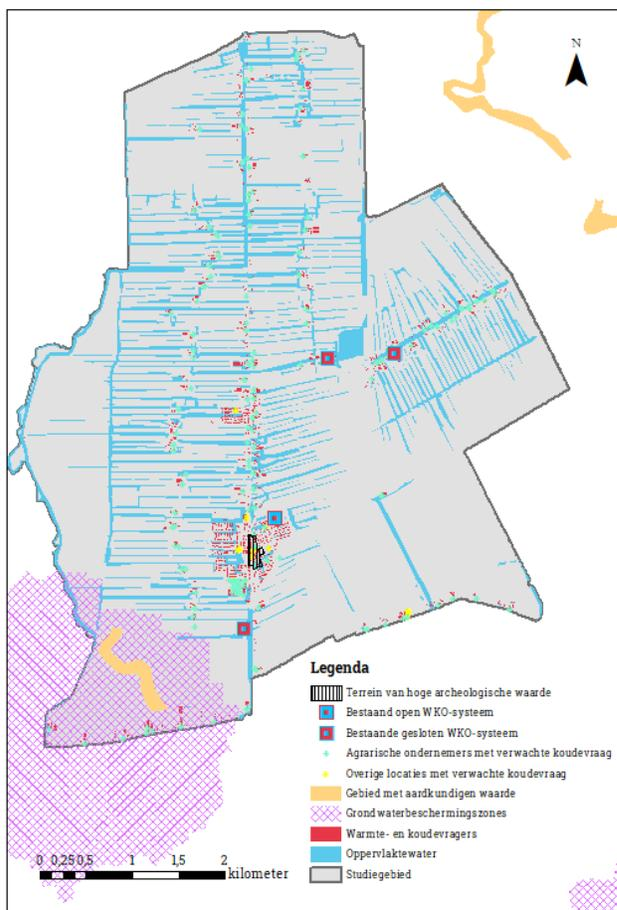 N
Legenda
Terrein van hoge archeologische waarde
Bestaand open WKO-systeem
Bestaande gesloten WKO-systeem
Agrarische ondernemers met verwachte koudevraag
Overige locaties met verwachte koudevraag
Gebied met aardkundigen waarde
Grondwaterbeschermingszones
Warmte- en koudevragers
Oppervlaktewater
Studiegebied
0 0,25 0,5 1 1,5 2
kilometer